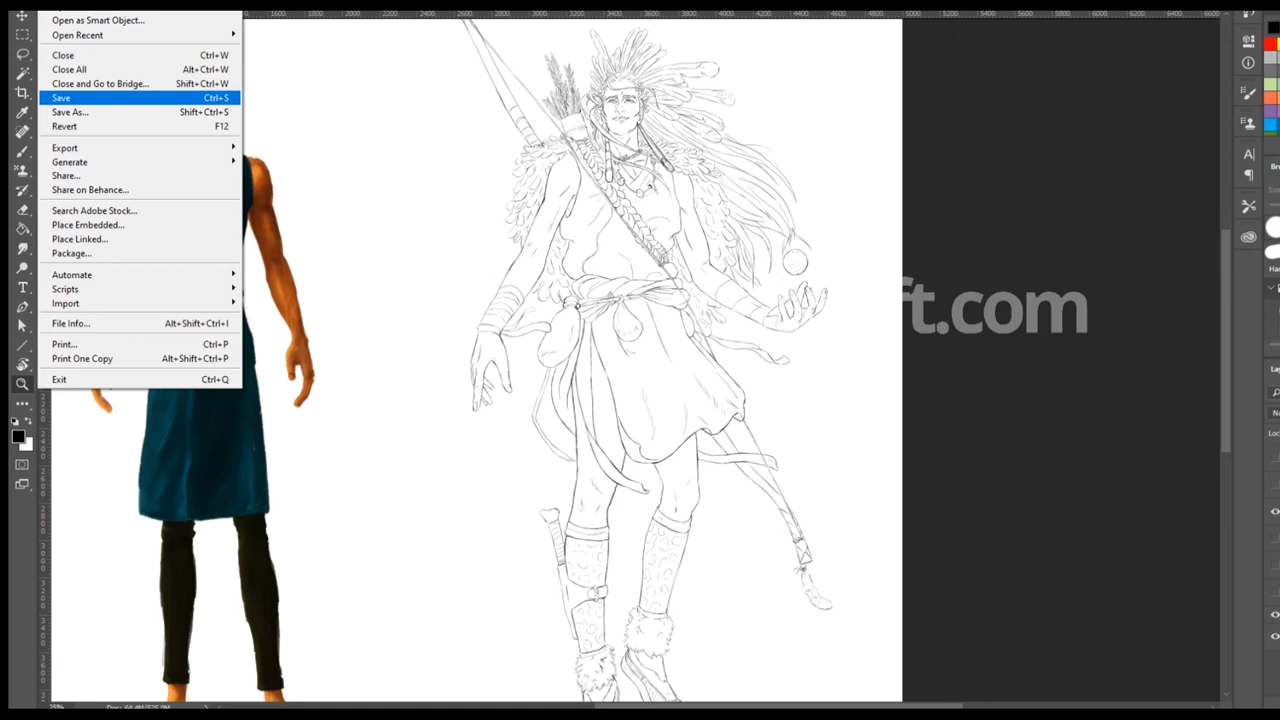 Open as Smart Object...
Open Recent
Close Ctrl+W
Close All Alt+Ctrl+W
Close and Go to Bridge... Shift+Ctrl+W
Save Ctrl+S
Save As... Shift+Ctrl+S
Revert F12
Export
Generate
Share...
Share on Behance...
Search Adobe Stock...
Place Embedded...
Place Linked...
Package...
Automate
Scripts
Import
File Info... Alt+Shift+Ctrl+I
Print... Ctrl+P
Print One Copy Alt+Shift+Ctrl+P
Exit Ctrl+Q
ft.com